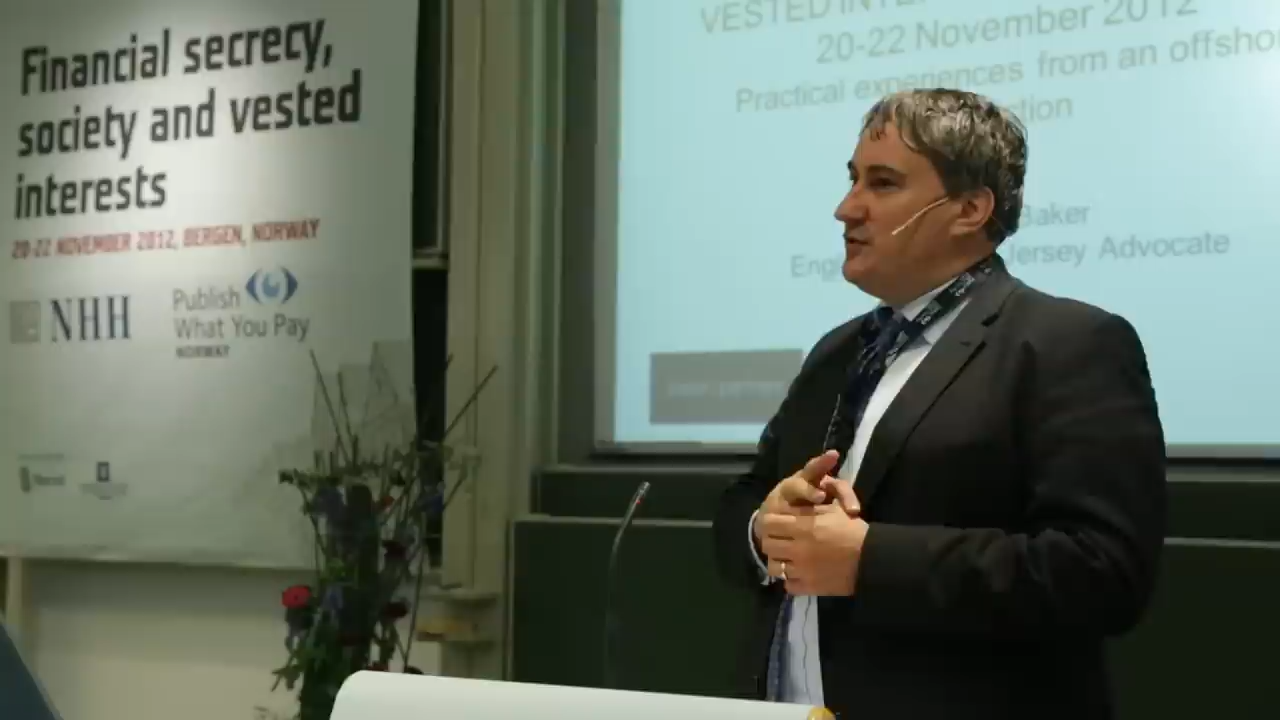 Financial secrecy,
society and vested
interests
20-22 NOVEMBER 2012, BERGEN, NORWAY
NHH
Publish
What You Pay
NORWAY
VESTED
20-22 November 2012
Practical experiences from an
Baker
Jersey Advocate